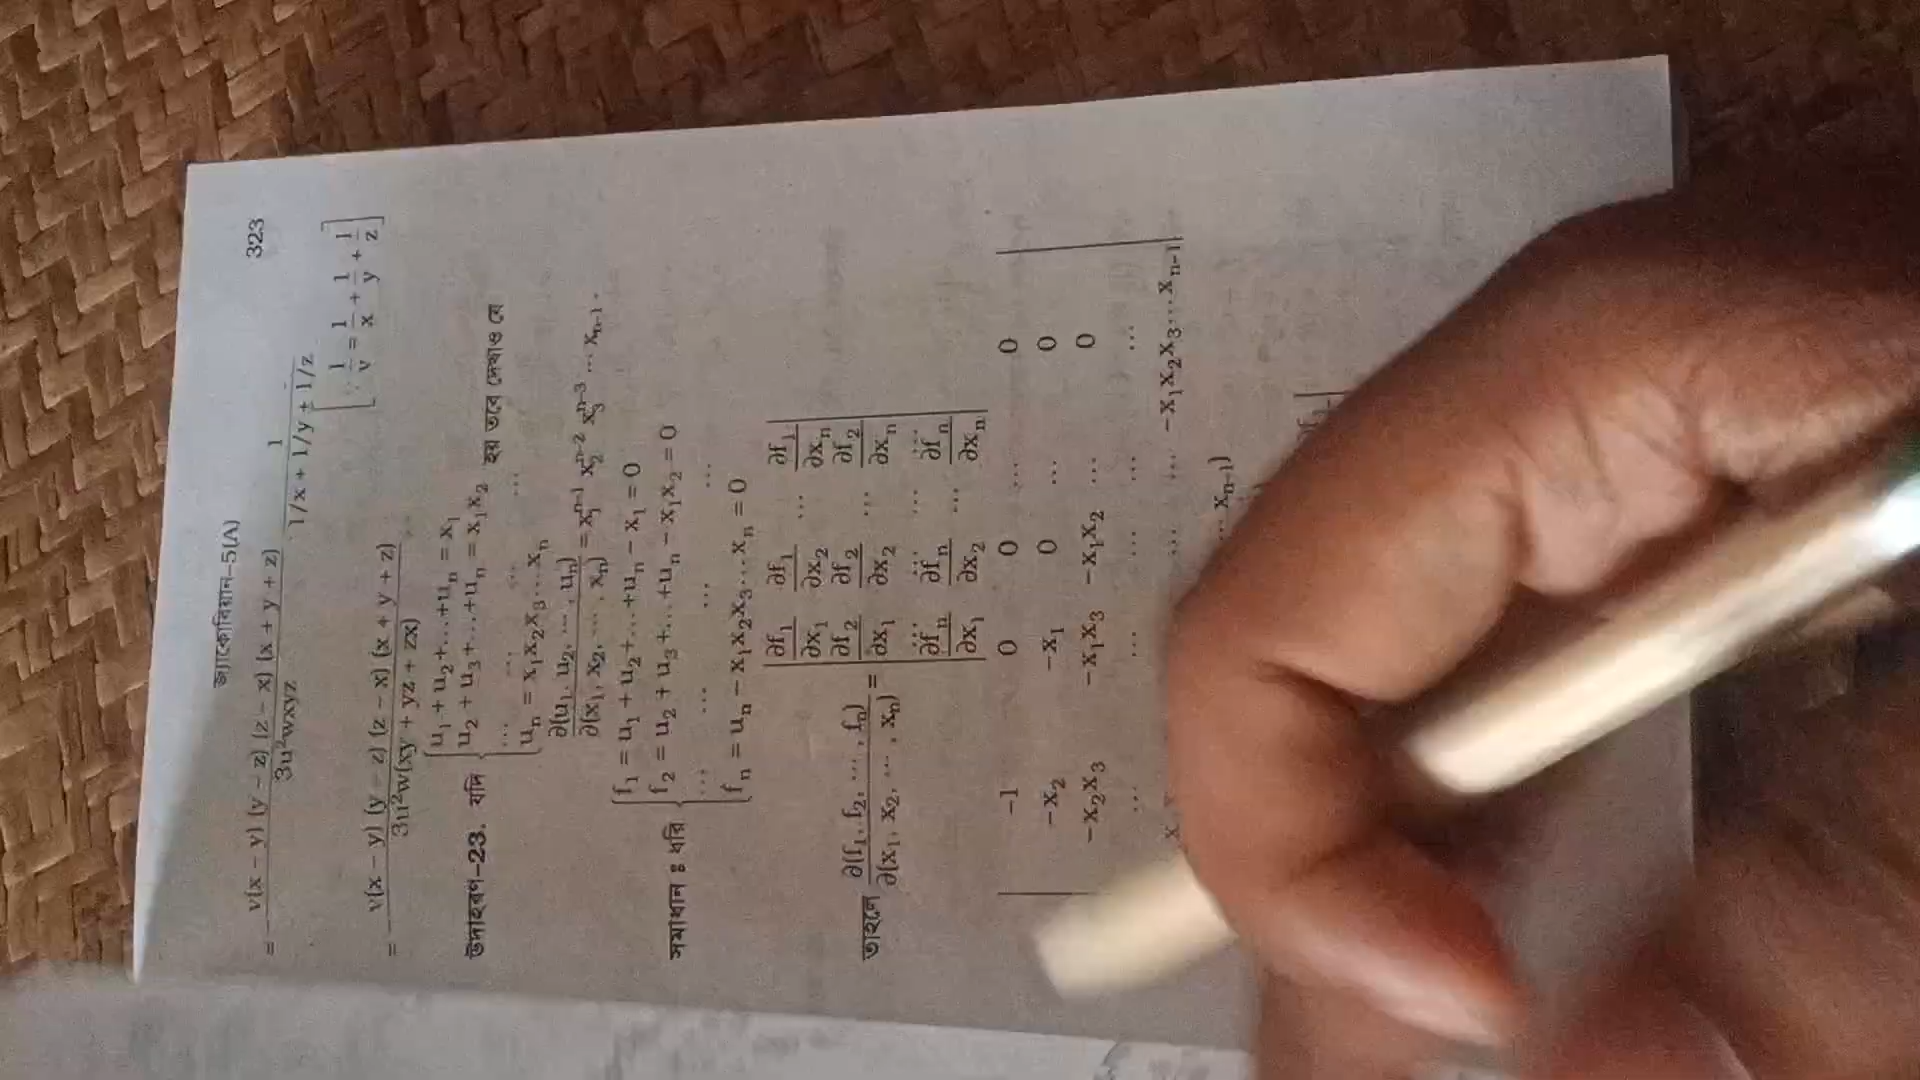 জ্যাকোবিয়ান–5(A) 323
= – v(x – y) (y – z) (z – x) (x + y + z) / 3u²wxyz · 1 / 1/x + 1/y + 1/z
= – v(x – y) (y – z) (z – x) (x + y + z) / 3u²w(xy + yz + zx) [∵ 1/v = 1/x + 1/y + 1/z]
উদাহরণ–23. যদি { u₁ + u₂ +...+uₙ = x₁
u₂ + u₃ +...+uₙ = x₁x₂ হয় তবে দেখাও যে
... ... ... ...
uₙ = x₁x₂x₃...xₙ
∂(u₁, u₂, ..., uₙ) / ∂(x₁, x₂, ..., xₙ) = x₁ⁿ⁻¹ x₂ⁿ⁻² x₃ⁿ⁻³ ... xₙ₋₁.
সমাধান ঃ ধরি { f₁ = u₁ + u₂ +...+uₙ – x₁ = 0
f₂ = u₂ + u₃ +...+uₙ – x₁x₂ = 0
... ... ... ...
fₙ = uₙ – x₁x₂x₃...xₙ = 0
তাহলে ∂(f₁, f₂, ..., fₙ) / ∂(x₁, x₂, ..., xₙ) = | ∂f₁/∂x₁ ∂f₁/∂x₂ ... ∂f₁/∂xₙ
∂f₂/∂x₁ ∂f₂/∂x₂ ... ∂f₂/∂xₙ
... ... ... ...
∂fₙ/∂x₁ ∂fₙ/∂x₂ ... ∂fₙ/∂xₙ |
| –1 0 0 ... 0 |
–x₂ –x₁ 0 ... 0
–x₂x₃ –x₁x₃ –x₁x₂ ... 0
... ... ... ... ...
... ... –x₁x₂x₃...xₙ₋₁
... xₙ₋₁)